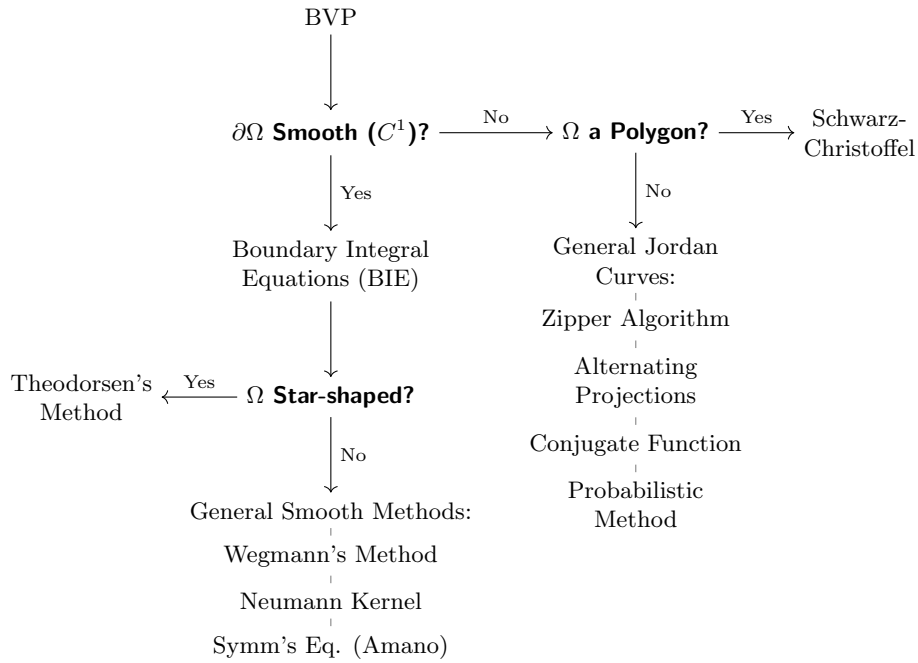 BVP
∂Ω Smooth (C¹)?
No
Ω a Polygon?
Yes
Schwarz-
Christoffel
Yes
No
Boundary Integral
Equations (BIE)
General Jordan
Curves:
Zipper Algorithm
Alternating
Projections
Conjugate Function
Probabilistic
Method
Theodorsen's
Method
Yes
Ω Star-shaped?
No
General Smooth Methods:
Wegmann's Method
Neumann Kernel
Symm's Eq. (Amano)